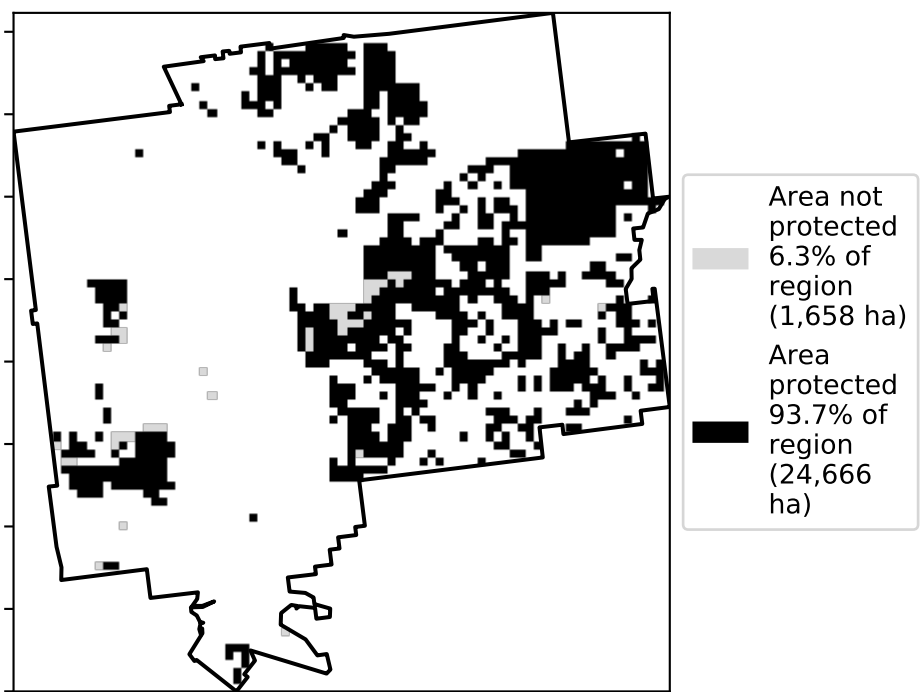 Area not
protected
6.3% of
region
(1,658 ha)
Area
protected
93.7% of
region
(24,666
ha)